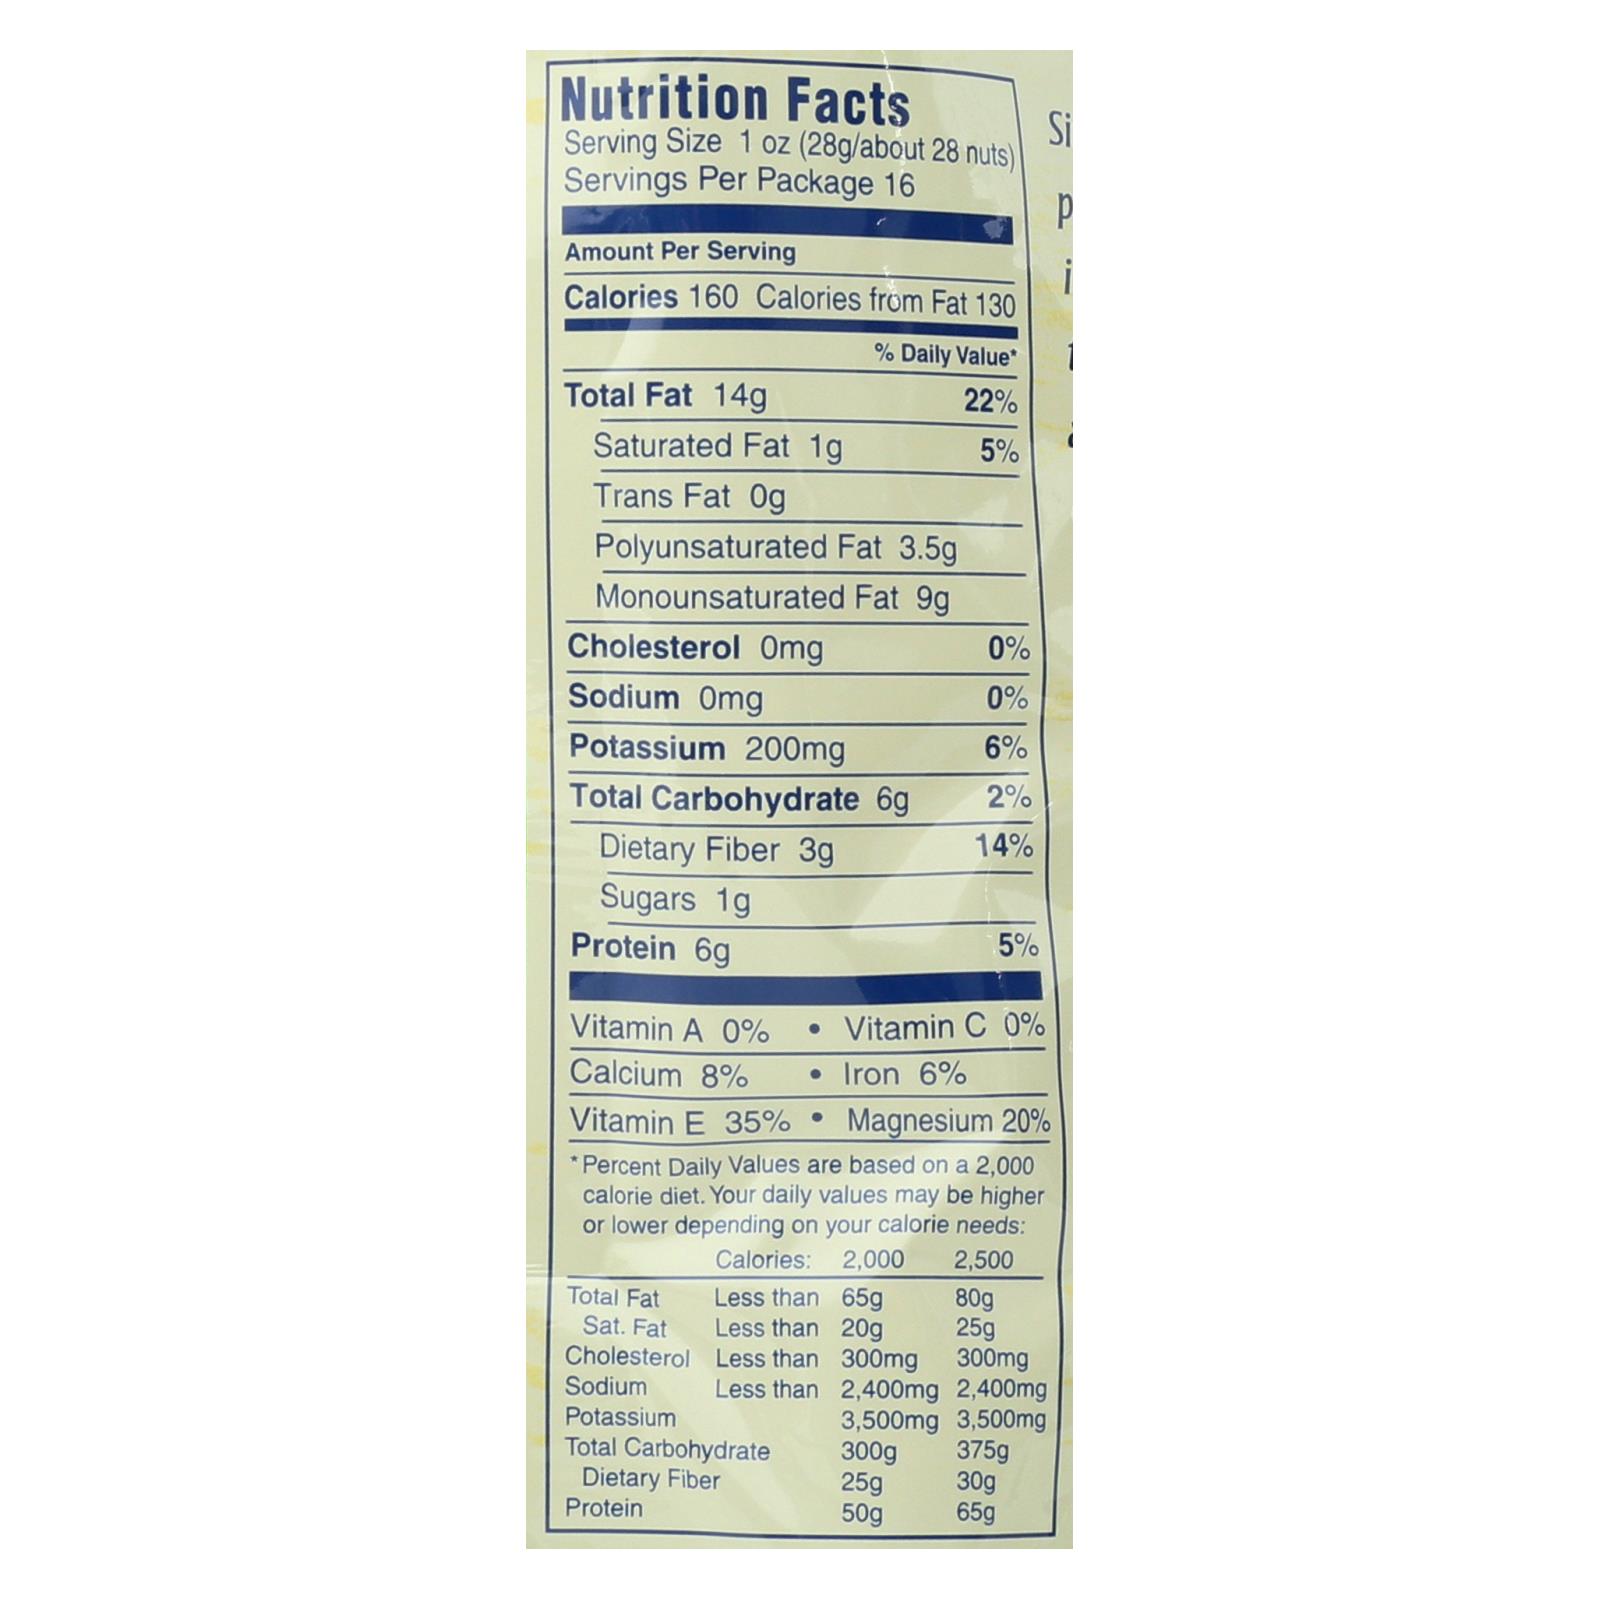 Nutrition Facts
Serving Size 1 oz (28g/about 28 nuts)
Servings Per Package 16
Amount Per Serving
Calories 160 Calories from Fat 130
% Daily Value*
Total Fat 14g 22%
Saturated Fat 1g 5%
Trans Fat 0g
Polyunsaturated Fat 3.5g
Monounsaturated Fat 9g
Cholesterol 0mg 0%
Sodium 0mg 0%
Potassium 200mg 6%
Total Carbohydrate 6g 2%
Dietary Fiber 3g 14%
Sugars 1g
Protein 6g 5%
Vitamin A 0% • Vitamin C 0%
Calcium 8% • Iron 6%
Vitamin E 35% • Magnesium 20%
*Percent Daily Values are based on a 2,000
calorie diet. Your daily values may be higher
or lower depending on your calorie needs:
Calories: 2,000 2,500
Total Fat Less than 65g 80g
Sat. Fat Less than 20g 25g
Cholesterol Less than 300mg 300mg
Sodium Less than 2,400mg 2,400mg
Potassium 3,500mg 3,500mg
Total Carbohydrate 300g 375g
Dietary Fiber 25g 30g
Protein 50g 65g